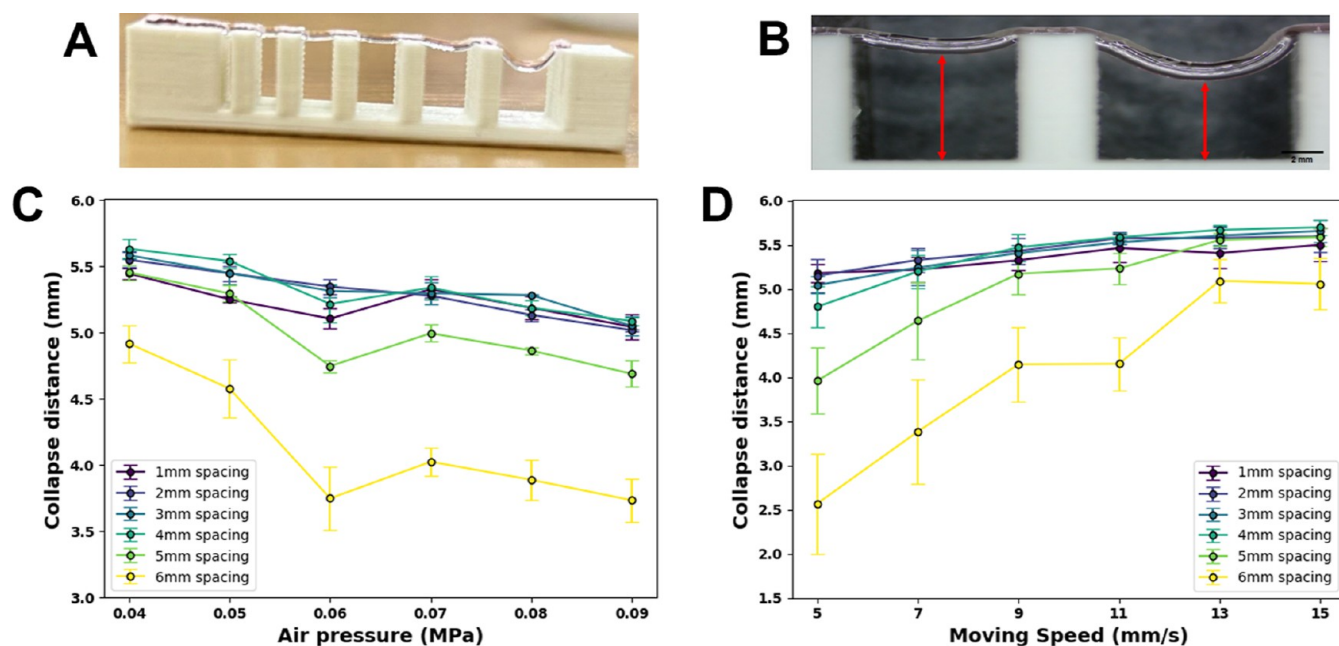 A
B
2 mm
C
Collapse distance (mm)
6.0
5.5
5.0
4.5
4.0
3.5
3.0
1mm spacing
2mm spacing
3mm spacing
4mm spacing
5mm spacing
6mm spacing
0.04 0.05 0.06 0.07 0.08 0.09
Air pressure (MPa)
D
Collapse distance (mm)
6.0
5.5
5.0
4.5
4.0
3.5
3.0
2.5
2.0
1.5
1mm spacing
2mm spacing
3mm spacing
4mm spacing
5mm spacing
6mm spacing
5 7 9 11 13 15
Moving Speed (mm/s)